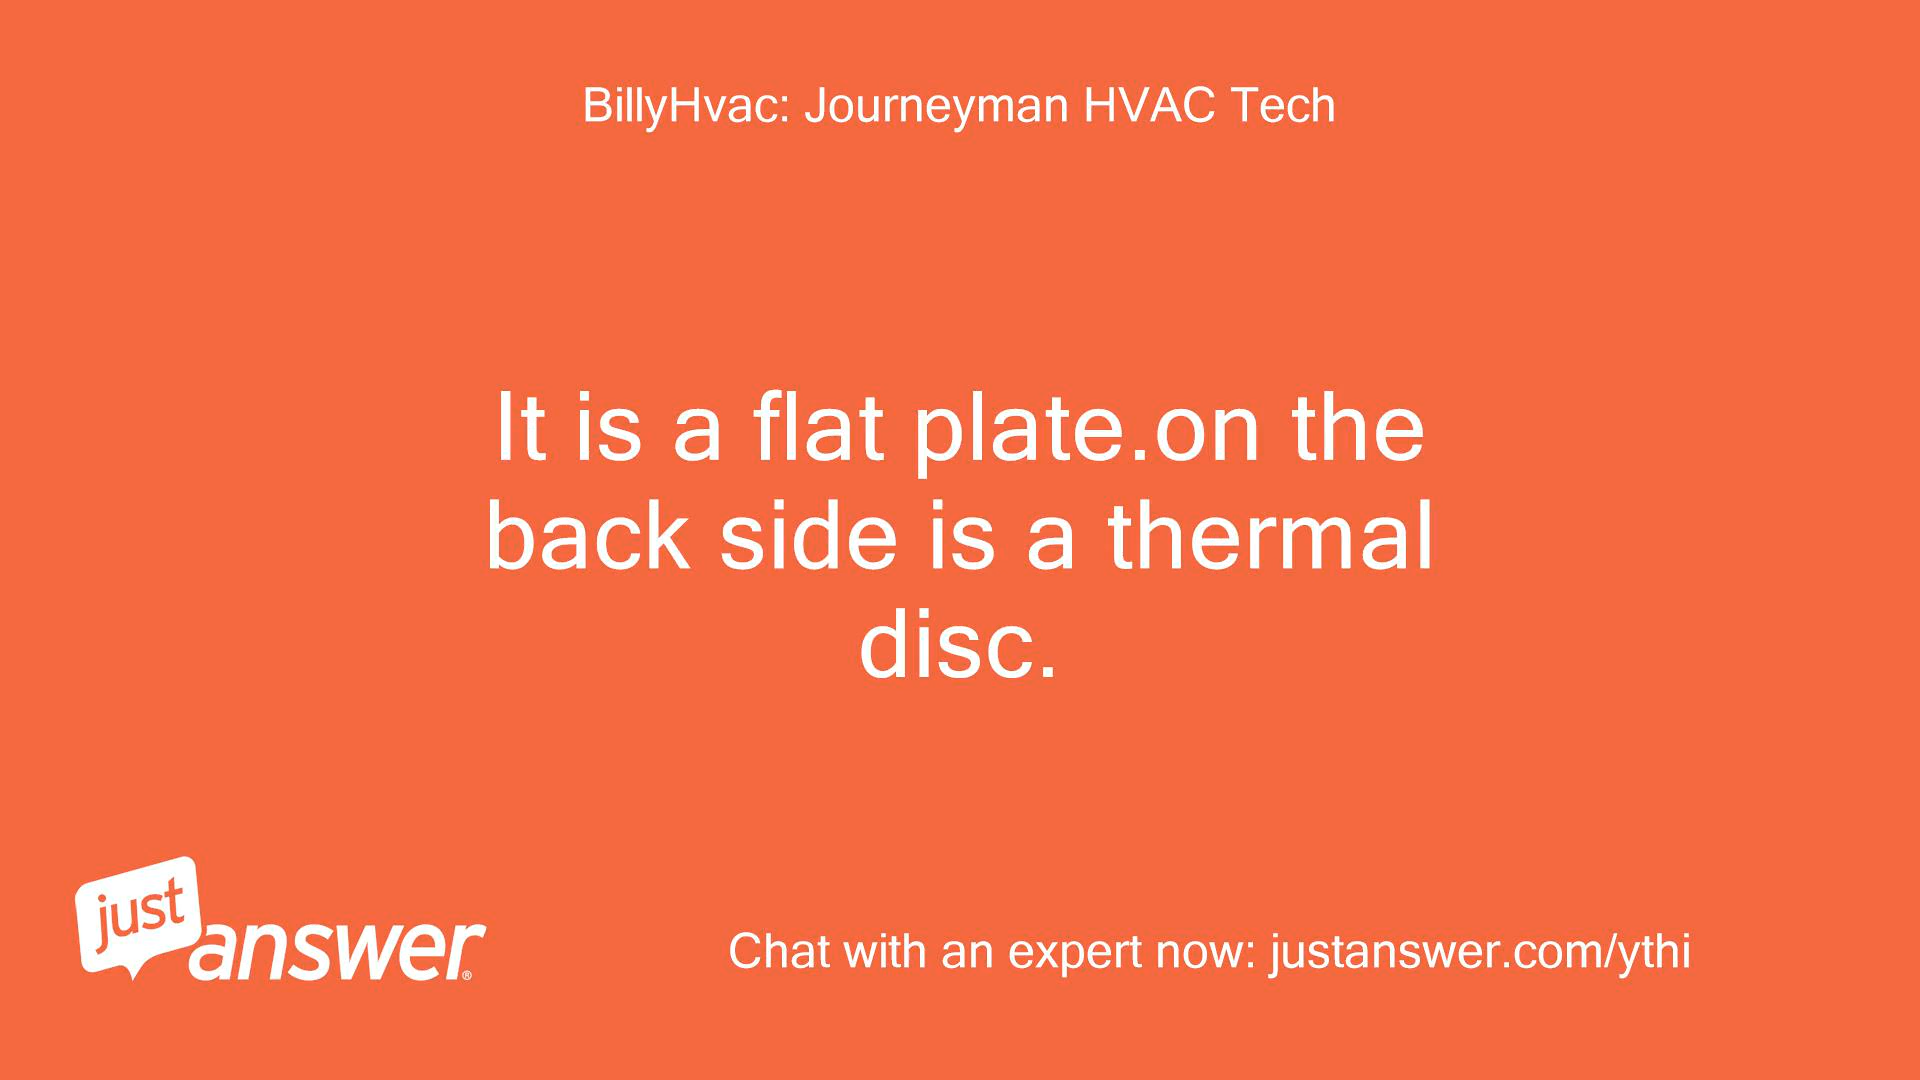 BillyHvac: Journeyman HVAC Tech
It is a flat plate.on the
back side is a thermal
disc.
just
answer®
Chat with an expert now: justanswer.com/ythi